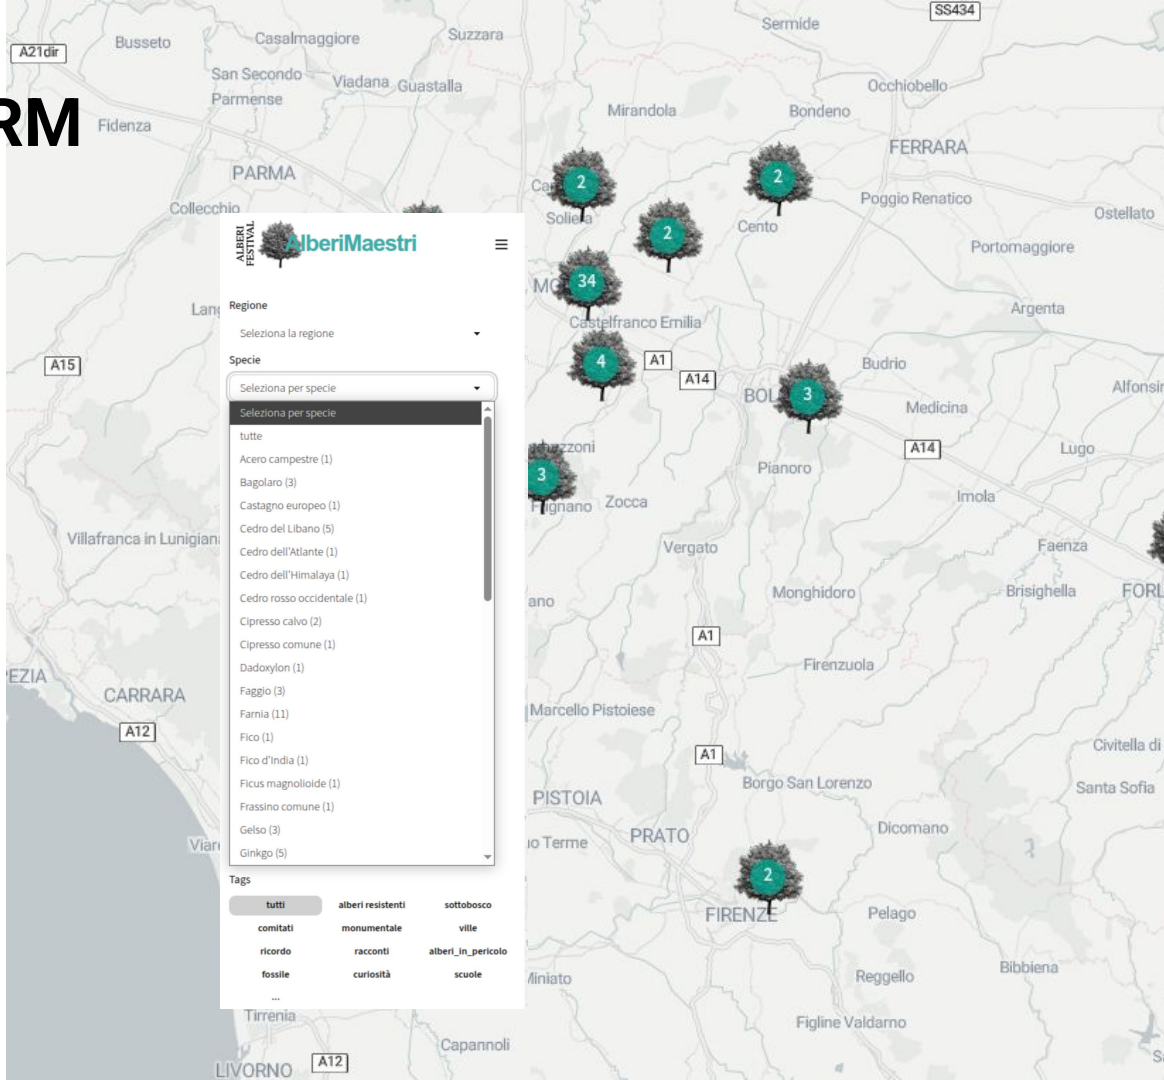 RM
ALBERI
FESTIVAL
AlberiMaestri
Regione
Seleziona la regione
Specie
Seleziona per specie
Seleziona per specie
tutte
Acero campestre (1)
Bagolaro (3)
Castagno europeo (1)
Cedro del Libano (5)
Cedro dell'Atlante (1)
Cedro dell'Himalaya (1)
Cedro rosso occidentale (1)
Cipresso calvo (2)
Cipresso comune (1)
Dadoxylon (1)
Faggio (3)
Farnia (11)
Fico (1)
Fico d'India (1)
Ficus magnolioide (1)
Frassino comune (1)
Gelso (3)
Ginkgo (5)
Tags
tutti alberi resistenti sottobosco
comitati monumentale ville
ricordo racconti alberi_in_pericolo
fossile curiosità scuole
...
SS434
Sermide
A21dir
Busseto
Casalmaggiore
Suzzara
San Secondo
Parmense
Viadana
Guastalla
Occhiobello
Mirandola
Bondeno
Fidenza
FERRARA
PARMA
Collecchio
2
2
Poggio Renatico
Ostellato
Soliera
2
Cento
Portomaggiore
34
Castelfranco Emilia
Argenta
A15
4
A1
A14
Budrio
3
Medicina
A14
Lugo
Pianoro
3
Zocca
Imola
Villafranca in Lunigian
Vergato
Faenza
Monghidoro
Brisighella
FORL
A1
Firenzuola
EZIA
CARRARA
Marcello Pistoiese
A12
A1
Civitella di
Borgo San Lorenzo
Santa Sofia
PISTOIA
PRATO
Dicomano
Viar
o Terme
2
FIRENZE
Pelago
Bibbiena
Reggello
Tirrenia
Figline Valdarno
Capannoli
A12
LIVORNO